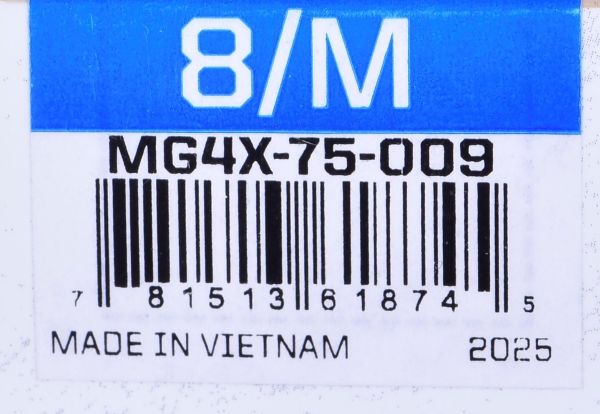 8/M
MG4X-75-009
7 81513 61874 5
MADE IN VIETNAM 2025